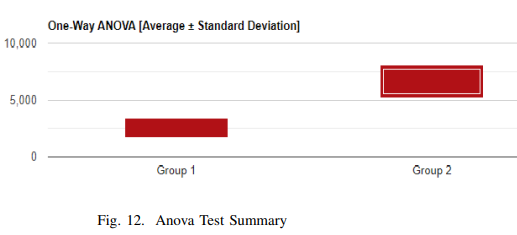 One-Way ANOVA [Average ± Standard Deviation]
10,000
5,000
0
Group 1 Group 2
Fig. 12. Anova Test Summary